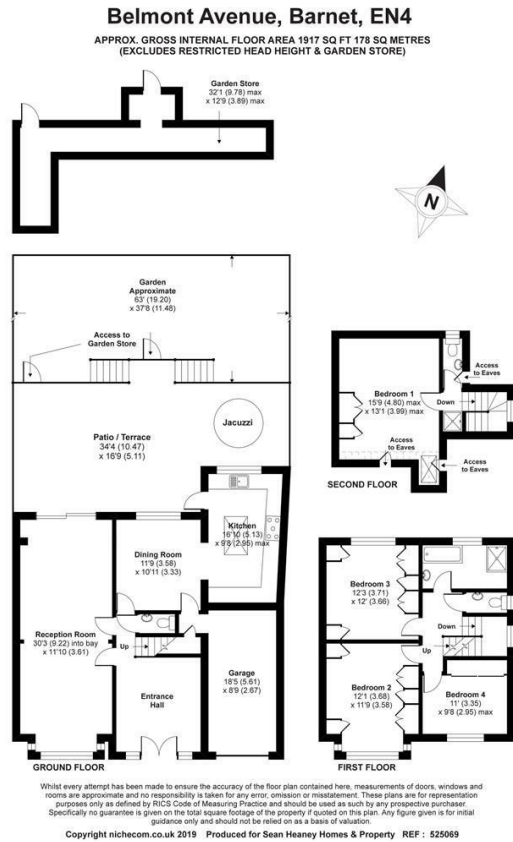 Belmont Avenue, Barnet, EN4
APPROX. GROSS INTERNAL FLOOR AREA 1917 SQ FT 178 SQ METRES
(EXCLUDES RESTRICTED HEAD HEIGHT & GARDEN STORE)
Garden Store
32'1 (9.78) max
x 12'9 (3.89) max
N
Garden
Approximate
63' (19.20)
x 37'8 (11.48)
Access to
Garden Store
Patio / Terrace
34'4 (10.47)
x 16'9 (5.11)
Jacuzzi
Kitchen
16'10 (5.13)
x 9'8 (2.95) max
Dining Room
11'9 (3.58)
x 10'11 (3.33)
Reception Room
30'3 (9.22) into bay
x 11'10 (3.61)
Up
Entrance
Hall
Garage
18'5 (5.61)
x 8'9 (2.67)
GROUND FLOOR
Bedroom 1
15'9 (4.80) max
x 13'1 (3.99) max
Access
to Eaves
Down
Access
to Eaves
Access
to Eaves
SECOND FLOOR
Bedroom 3
12'3 (3.71)
x 12' (3.66)
Down
Up
Bedroom 2
12'1 (3.68)
x 11'9 (3.58)
Bedroom 4
11' (3.35)
x 9'8 (2.95) max
FIRST FLOOR
Whilst every attempt has been made to ensure the accuracy of the floor plan contained here, measurements of doors, windows and
rooms are approximate and no responsibility is taken for any error, omission or misstatement. These plans are for representation
purposes only as defined by RICS Code of Measuring Practice and should be used as such by any prospective purchaser.
Specifically no guarantee is given on the total square footage of the property if quoted on this plan. Any figure given is for initial
guidance only and should not be relied on as a basis of valuation.
Copyright nichecom.co.uk 2019 Produced for Sean Heaney Homes & Property REF : 525069